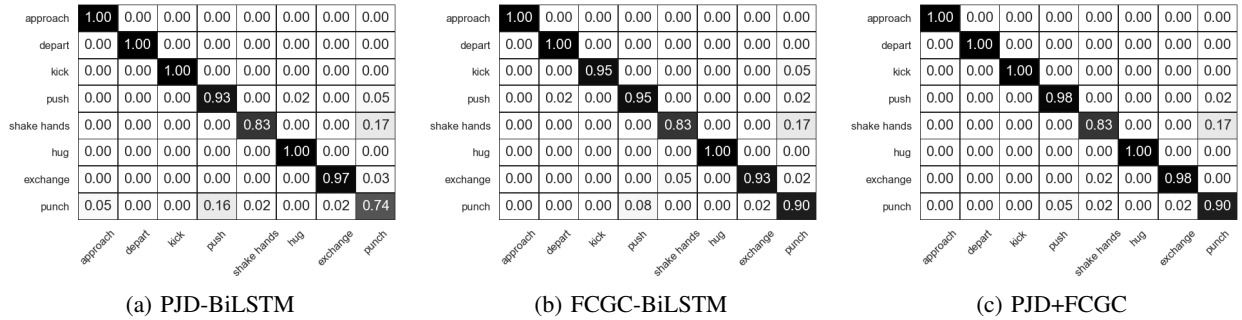 approach 1.00 0.00 0.00 0.00 0.00 0.00 0.00 0.00
depart 0.00 1.00 0.00 0.00 0.00 0.00 0.00 0.00
kick 0.00 0.00 1.00 0.00 0.00 0.00 0.00 0.00
push 0.00 0.00 0.00 0.93 0.00 0.02 0.00 0.05
shake hands 0.00 0.00 0.00 0.00 0.83 0.00 0.00 0.17
hug 0.00 0.00 0.00 0.00 0.00 1.00 0.00 0.00
exchange 0.00 0.00 0.00 0.00 0.00 0.00 0.97 0.03
punch 0.05 0.00 0.00 0.16 0.02 0.00 0.02 0.74
approach depart kick push shake hands hug exchange punch
(a) PJD-BiLSTM
approach 1.00 0.00 0.00 0.00 0.00 0.00 0.00 0.00
depart 0.00 1.00 0.00 0.00 0.00 0.00 0.00 0.00
kick 0.00 0.00 0.95 0.00 0.00 0.00 0.00 0.05
push 0.00 0.02 0.00 0.95 0.00 0.00 0.00 0.02
shake hands 0.00 0.00 0.00 0.00 0.83 0.00 0.00 0.17
hug 0.00 0.00 0.00 0.00 0.00 1.00 0.00 0.00
exchange 0.00 0.00 0.00 0.00 0.05 0.00 0.93 0.02
punch 0.00 0.00 0.00 0.08 0.00 0.00 0.02 0.90
approach depart kick push shake hands hug exchange punch
(b) FCGC-BiLSTM
approach 1.00 0.00 0.00 0.00 0.00 0.00 0.00 0.00
depart 0.00 1.00 0.00 0.00 0.00 0.00 0.00 0.00
kick 0.00 0.00 1.00 0.00 0.00 0.00 0.00 0.00
push 0.00 0.00 0.00 0.98 0.00 0.00 0.00 0.02
shake hands 0.00 0.00 0.00 0.00 0.83 0.00 0.00 0.17
hug 0.00 0.00 0.00 0.00 0.00 1.00 0.00 0.00
exchange 0.00 0.00 0.00 0.00 0.02 0.00 0.98 0.00
punch 0.00 0.00 0.00 0.05 0.02 0.00 0.02 0.90
approach depart kick push shake hands hug exchange punch
(c) PJD+FCGC